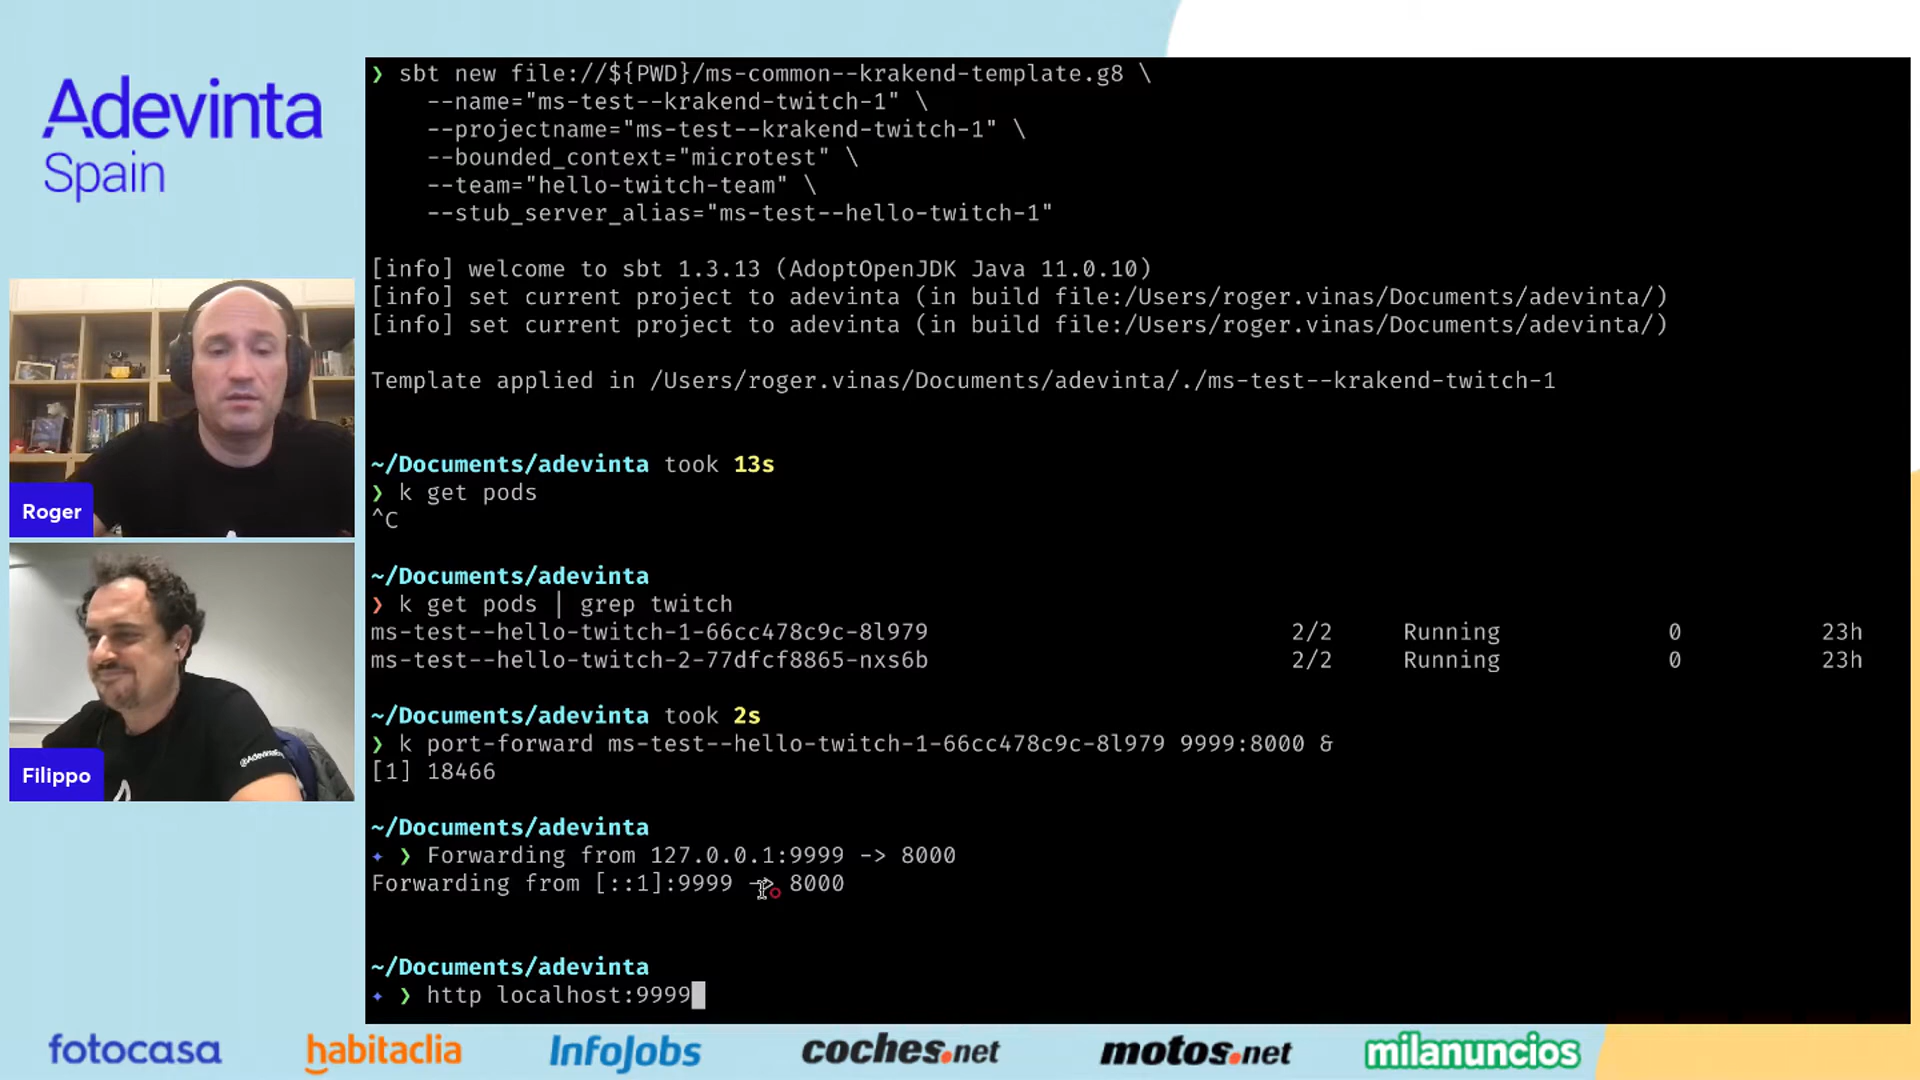 Adevinta
Spain
❯ sbt new file://${PWD}/ms-common--krakend-template.g8 \
--name="ms-test--krakend-twitch-1" \
--projectname="ms-test--krakend-twitch-1" \
--bounded_context="microtest" \
--team="hello-twitch-team" \
--stub_server_alias="ms-test--hello-twitch-1"
[info] welcome to sbt 1.3.13 (AdoptOpenJDK Java 11.0.10)
[info] set current project to adevinta (in build file:/Users/roger.vinas/Documents/adevinta/)
[info] set current project to adevinta (in build file:/Users/roger.vinas/Documents/adevinta/)
Template applied in /Users/roger.vinas/Documents/adevinta/./ms-test--krakend-twitch-1
~/Documents/adevinta took 13s
❯ k get pods
^C
~/Documents/adevinta
❯ k get pods | grep twitch
ms-test--hello-twitch-1-66cc478c9c-8l979 2/2 Running 0 23h
ms-test--hello-twitch-2-77dfcf8865-nxs6b 2/2 Running 0 23h
~/Documents/adevinta took 2s
❯ k port-forward ms-test--hello-twitch-1-66cc478c9c-8l979 9999:8000 &
[1] 18466
~/Documents/adevinta
✦ ❯ Forwarding from 127.0.0.1:9999 -> 8000
Forwarding from [::1]:9999 -> 8000
~/Documents/adevinta
✦ ❯ http localhost:9999
Roger
Filippo
fotocasa habitaclia InfoJobs coches.net motos.net milanuncios